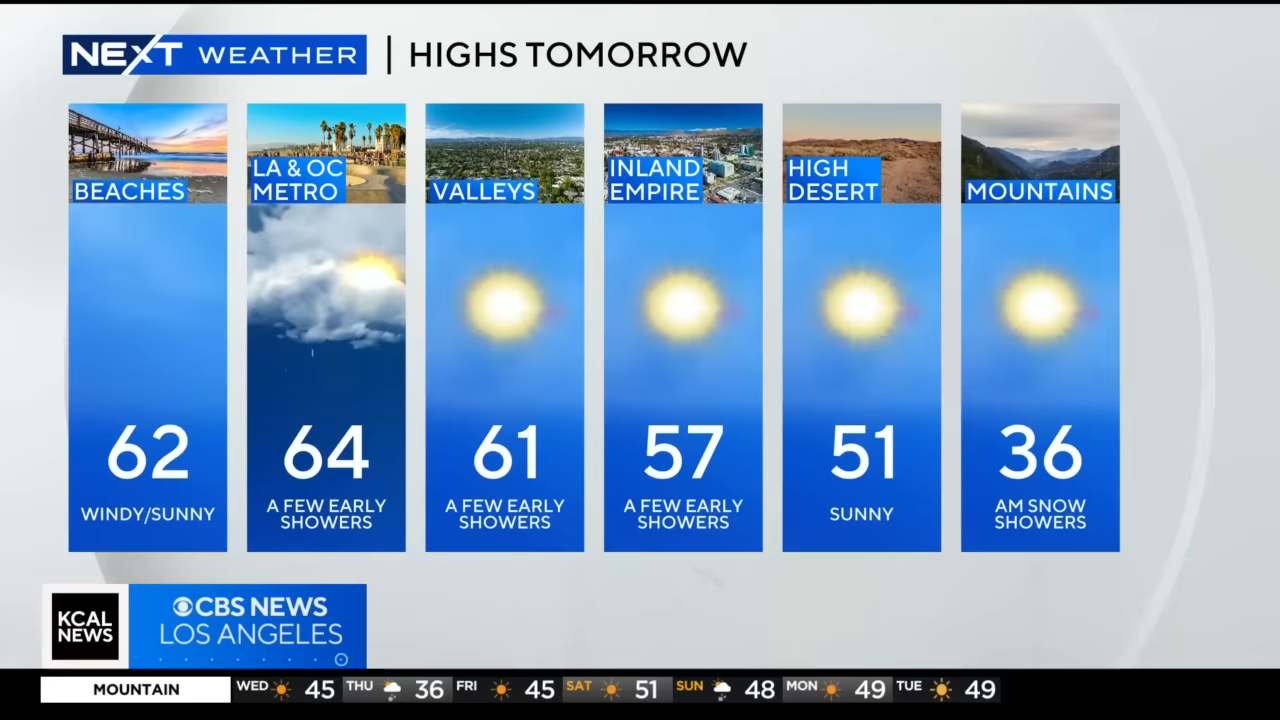 NEXT WEATHER | HIGHS TOMORROW
BEACHES
62
WINDY/SUNNY
LA & OC
METRO
64
A FEW EARLY
SHOWERS
VALLEYS
61
A FEW EARLY
SHOWERS
INLAND
EMPIRE
57
A FEW EARLY
SHOWERS
HIGH
DESERT
51
SUNNY
MOUNTAINS
36
AM SNOW
SHOWERS
KCAL
NEWS
CBS NEWS
LOS ANGELES
MOUNTAIN WED 45 THU 36 FRI 45 SAT 51 SUN 48 MON 49 TUE 49